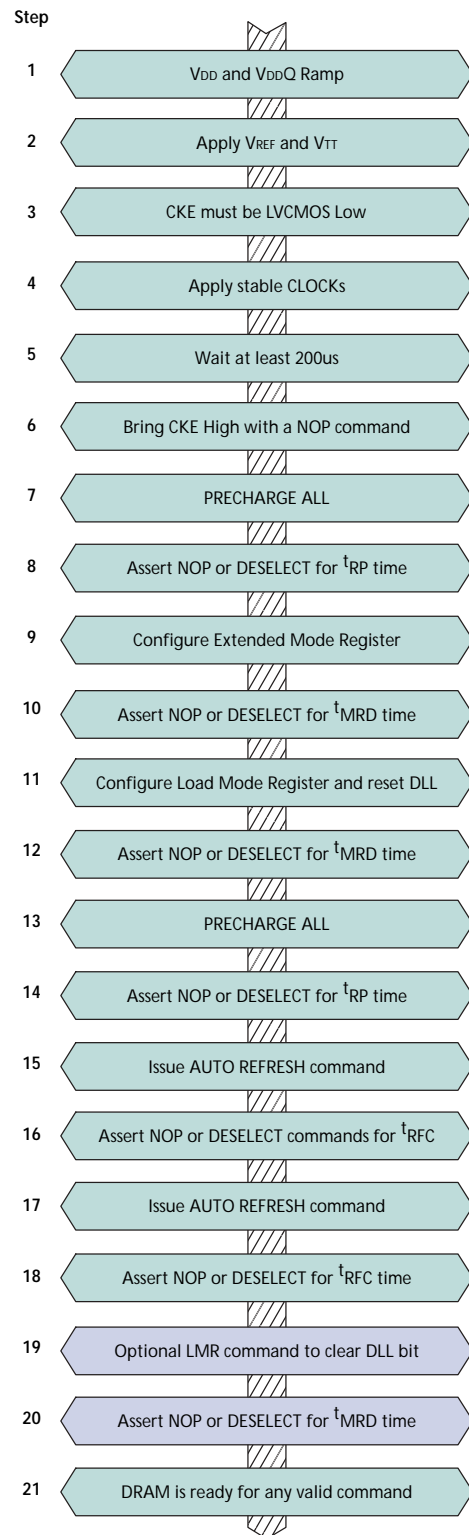 Step
1 VDD and VDDQ Ramp
2 Apply VREF and VTT
3 CKE must be LVCMOS Low
4 Apply stable CLOCKs
5 Wait at least 200us
6 Bring CKE High with a NOP command
7 PRECHARGE ALL
8 Assert NOP or DESELECT for tRP time
9 Configure Extended Mode Register
10 Assert NOP or DESELECT for tMRD time
11 Configure Load Mode Register and reset DLL
12 Assert NOP or DESELECT for tMRD time
13 PRECHARGE ALL
14 Assert NOP or DESELECT for tRP time
15 Issue AUTO REFRESH command
16 Assert NOP or DESELECT commands for tRFC
17 Issue AUTO REFRESH command
18 Assert NOP or DESELECT for tRFC time
19 Optional LMR command to clear DLL bit
20 Assert NOP or DESELECT for tMRD time
21 DRAM is ready for any valid command